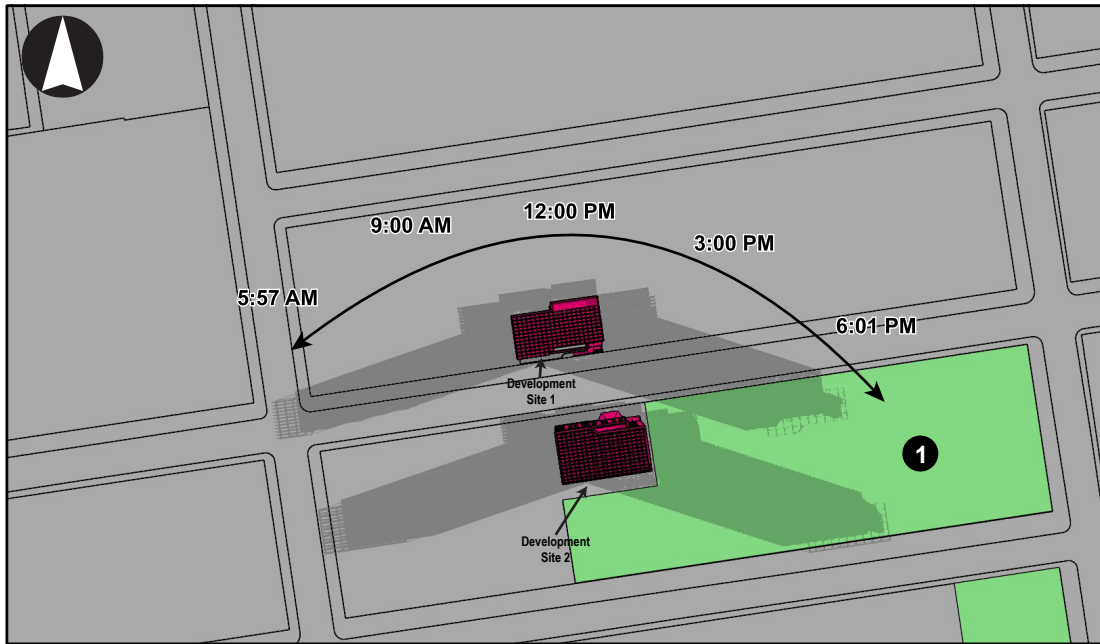 12:00 PM
9:00 AM
3:00 PM
5:57 AM
6:01 PM
Development
Site 1
1
Development
Site 2